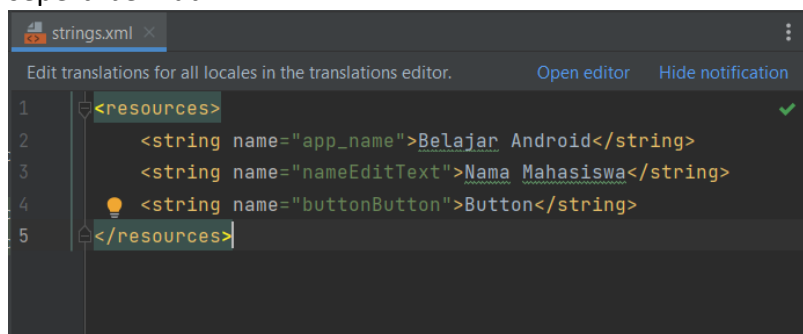 strings.xml
Edit translations for all locales in the translations editor. Open editor Hide notification
1 <resources>
2 <string name="app_name">Belajar Android</string>
3 <string name="nameEditText">Nama Mahasiswa</string>
4 <string name="buttonButton">Button</string>
5 </resources>